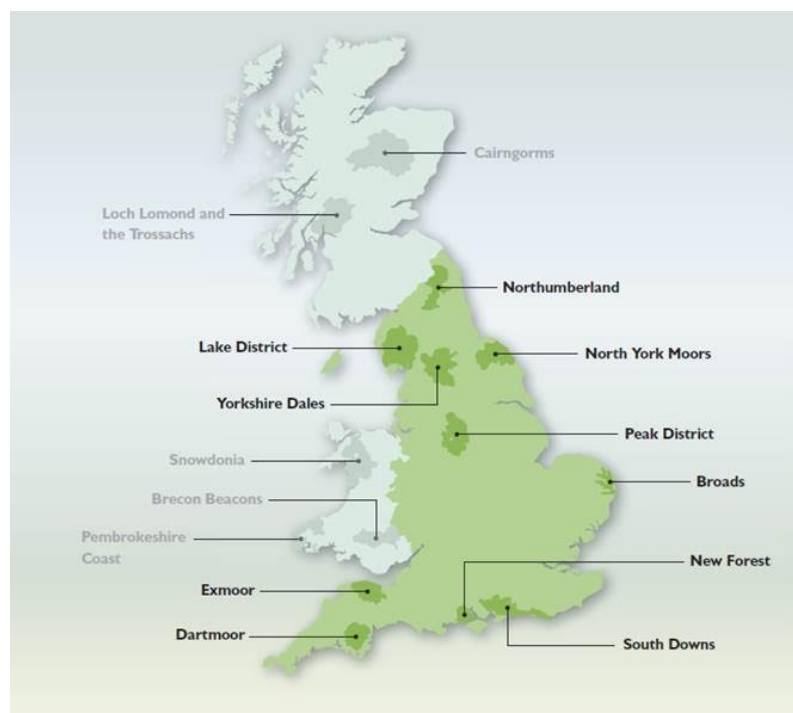 Cairngorms
Loch Lomond and
the Trossachs
Northumberland
Lake District
North York Moors
Yorkshire Dales
Peak District
Snowdonia
Broads
Brecon Beacons
Pembrokeshire
Coast
New Forest
Exmoor
Dartmoor
South Downs